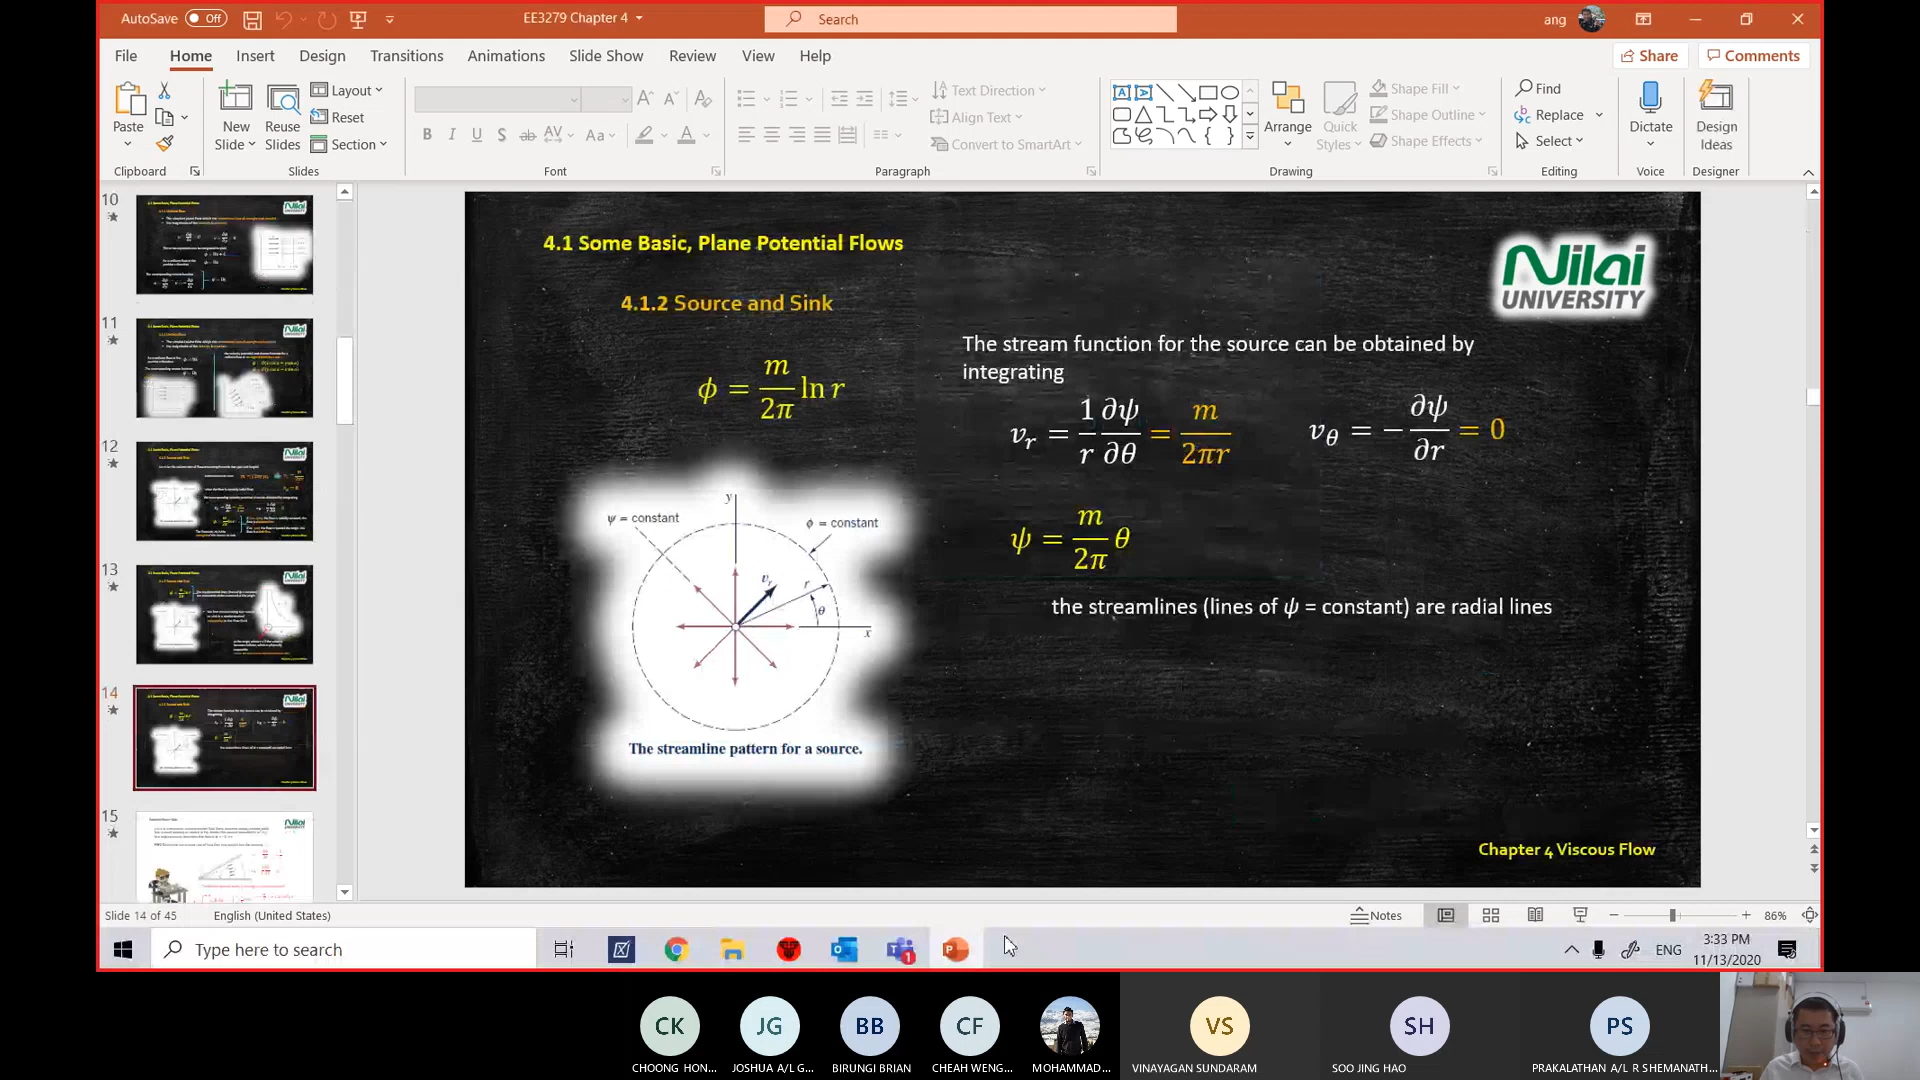 AutoSave Off
EE3279 Chapter 4
Search
ang
File Home Insert Design Transitions Animations Slide Show Review View Help
Share Comments
Paste
New Slide
Reuse Slides
Layout
Reset
Section
Text Direction
Align Text
Convert to SmartArt
Arrange
Quick Styles
Shape Fill
Shape Outline
Shape Effects
Find
Replace
Select
Dictate
Design Ideas
Clipboard Slides Font Paragraph Drawing Editing Voice Designer
10
11
12
13
14
15
4.1 Some Basic, Plane Potential Flows
Nilai
UNIVERSITY
4.1.2 Source and Sink
ϕ = m/2π ln r
The stream function for the source can be obtained by
integrating
v_r = 1/r ∂ψ/∂θ = m/2πr
v_θ = − ∂ψ/∂r = 0
ψ = m/2π θ
the streamlines (lines of ψ = constant) are radial lines
y
ψ = constant
ϕ = constant
v_r
r
θ
x
The streamline pattern for a source.
Chapter 4 Viscous Flow
Slide 14 of 45 English (United States)
Notes
86%
Type here to search
1
ENG
3:33 PM
11/13/2020
CK JG BB CF VS SH PS
CHOONG HON... JOSHUA A/L G... BIRUNGI BRIAN CHEAH WENG... MOHAMMAD... VINAYAGAN SUNDARAM SOO JING HAO PRAKALATHAN A/L R SHEMANATH...